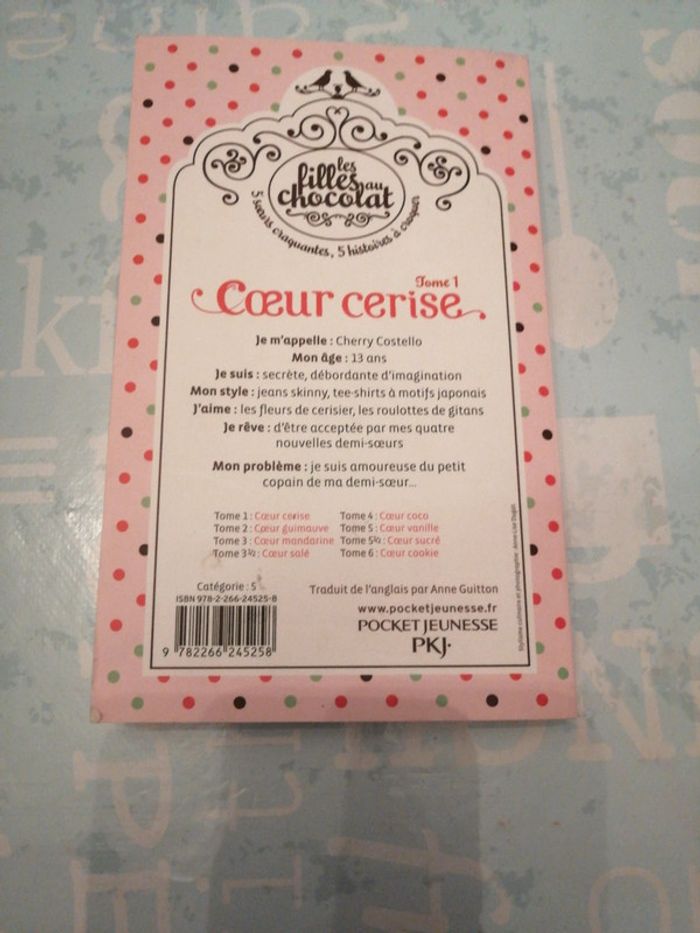 les
filles au
chocolat
5 sœurs craquantes, 5 histoires à croquer
Tome 1
Cœur cerise
Je m'appelle : Cherry Costello
Mon âge : 13 ans
Je suis : secrète, débordante d'imagination
Mon style : jeans skinny, tee-shirts à motifs japonais
J'aime : les fleurs de cerisier, les roulottes de gitans
Je rêve : d'être acceptée par mes quatre
nouvelles demi-sœurs
Mon problème : je suis amoureuse du petit
copain de ma demi-sœur...
Tome 1 : Cœur cerise
Tome 2 : Cœur guimauve
Tome 3 : Cœur mandarine
Tome 3½ : Cœur salé
Tome 4 : Cœur coco
Tome 5 : Cœur vanille
Tome 5½ : Cœur sucré
Tome 6 : Cœur cookie
Catégorie : 5
ISBN 978-2-266-24525-8
9 782266 245258
Traduit de l'anglais par Anne Guitton
www.pocketjeunesse.fr
POCKET JEUNESSE
PKJ·